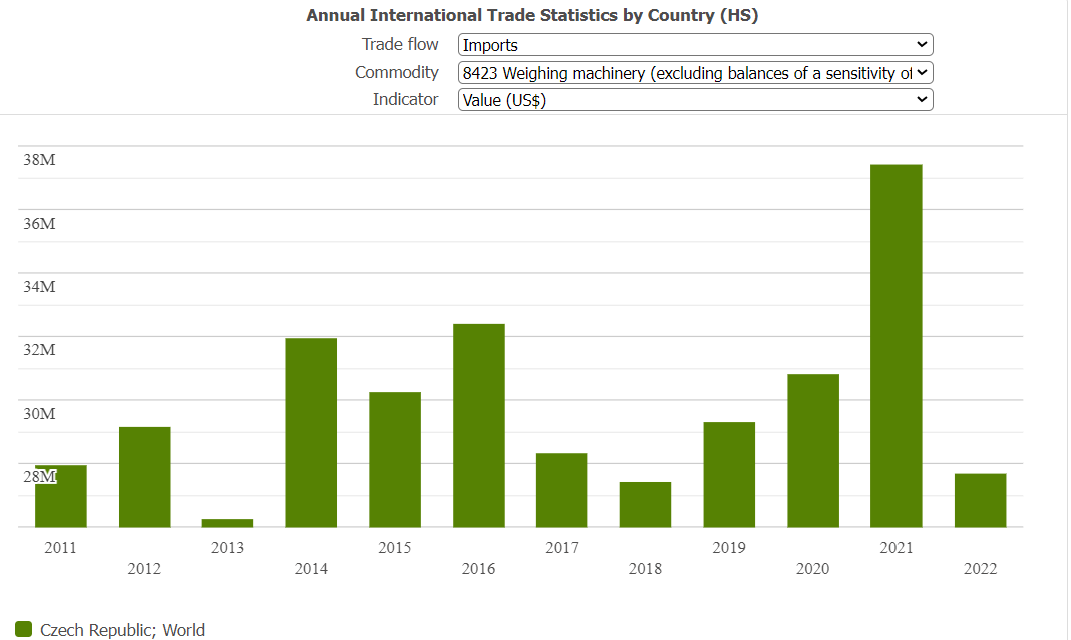 Annual International Trade Statistics by Country (HS)
Trade flow Imports
Commodity 8423 Weighing machinery (excluding balances of a sensitivity of
Indicator Value (US$)
38M
36M
34M
32M
30M
28M
2011 2013 2015 2017 2019 2021
2012 2014 2016 2018 2020 2022
Czech Republic; World